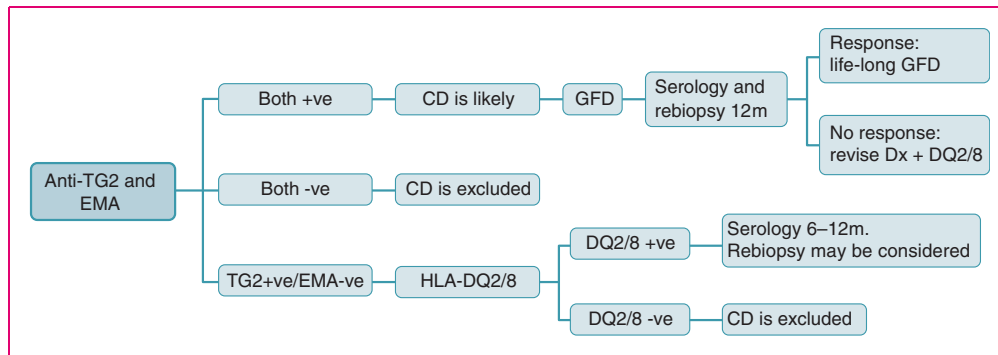 Anti-TG2 and
EMA
Both +ve
CD is likely
GFD
Serology and
rebiopsy 12m
Response:
life-long GFD
No response:
revise Dx + DQ2/8
Both -ve
CD is excluded
TG2+ve/EMA-ve
HLA-DQ2/8
DQ2/8 +ve
Serology 6–12m.
Rebiopsy may be considered
DQ2/8 -ve
CD is excluded